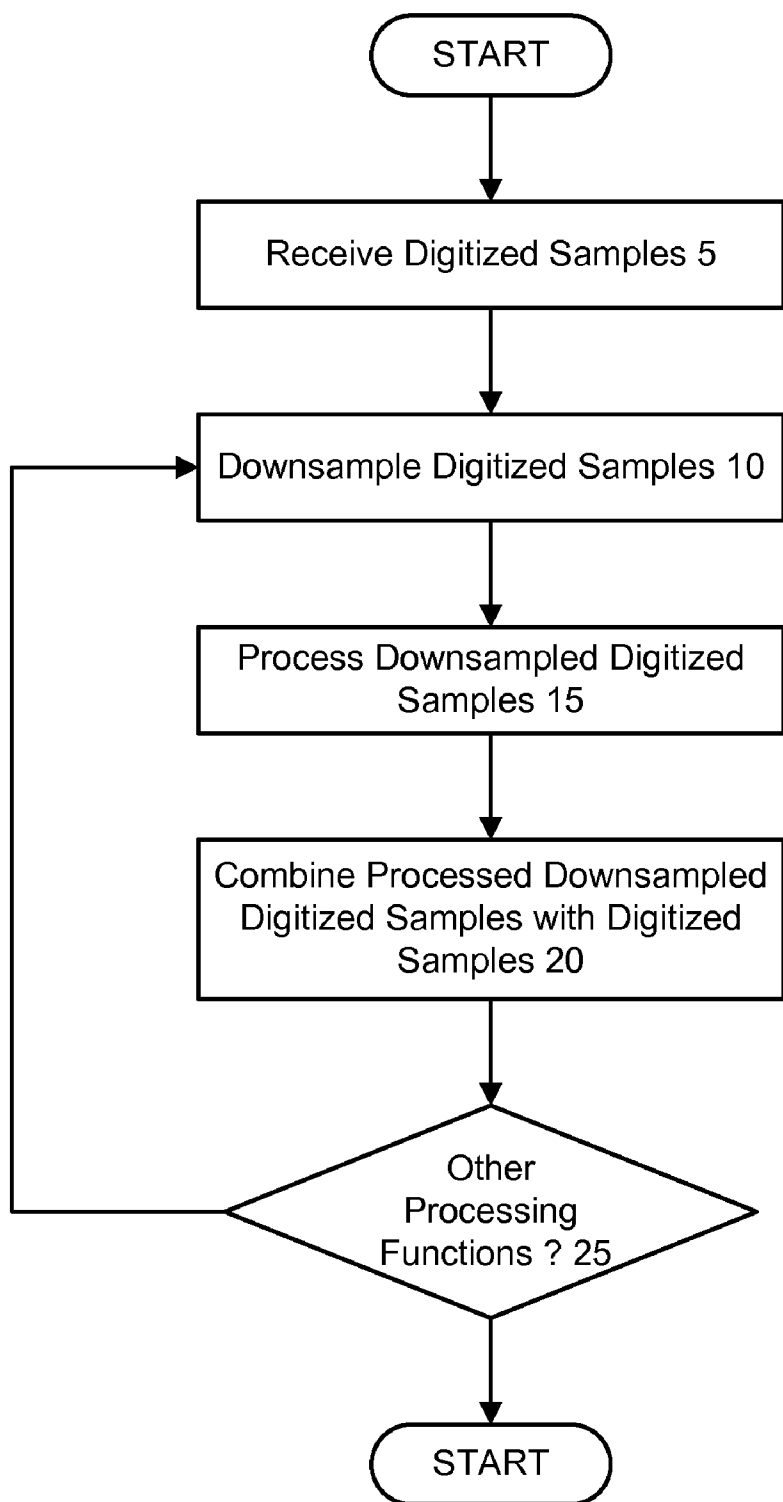 START
Receive Digitized Samples 5
Downsample Digitized Samples 10
Process Downsampled Digitized
Samples 15
Combine Processed Downsampled
Digitized Samples with Digitized
Samples 20
Other
Processing
Functions ? 25
START